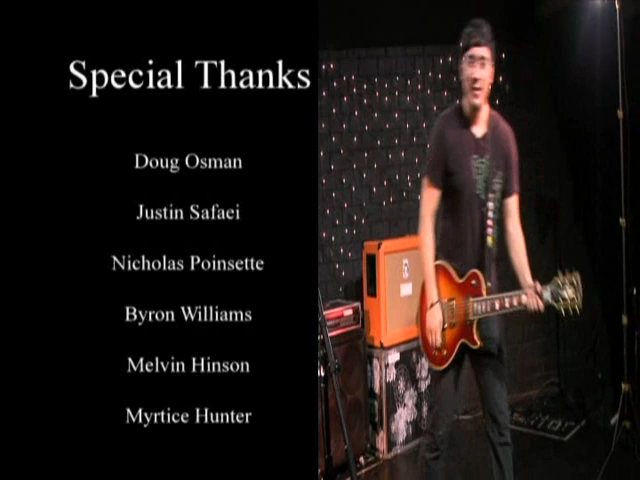 Special Thanks
Doug Osman
Justin Safaei
Nicholas Poinsette
Byron Williams
Melvin Hinson
Myrtice Hunter